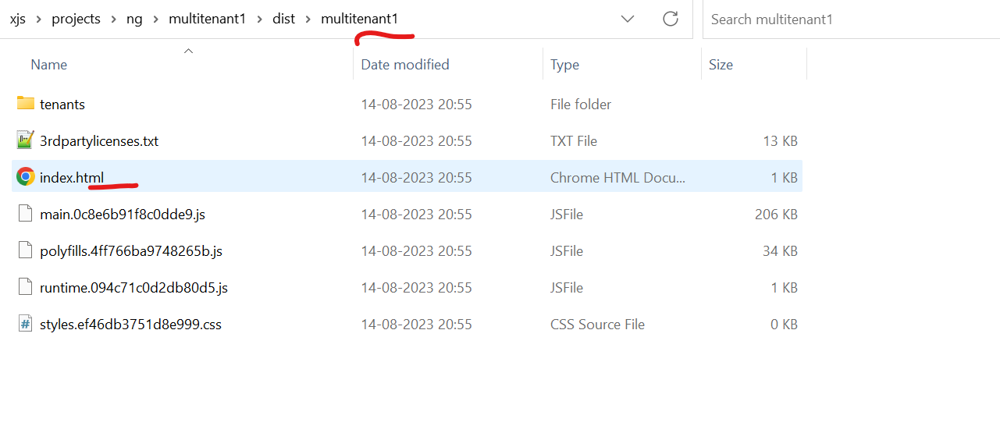 xjs > projects > ng > multitenant1 > dist > multitenant1 Search multitenant1
Name Date modified Type Size
tenants 14-08-2023 20:55 File folder
3rdpartylicenses.txt 14-08-2023 20:55 TXT File 13 KB
index.html 14-08-2023 20:55 Chrome HTML Docu... 1 KB
main.0c8e6b91f8c0dde9.js 14-08-2023 20:55 JSFile 206 KB
polyfills.4ff766ba9748265b.js 14-08-2023 20:55 JSFile 34 KB
runtime.094c71c0d2db80d5.js 14-08-2023 20:55 JSFile 1 KB
styles.ef46db3751d8e999.css 14-08-2023 20:55 CSS Source File 0 KB